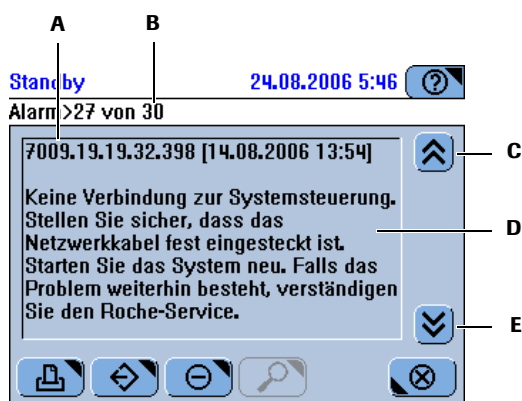 A B
Standby 24.08.2006 5:46
Alarm>27 von 30
7009.19.19.32.398 [14.08.2006 13:54]
C
Keine Verbindung zur Systemsteuerung.
Stellen Sie sicher, dass das
D
Netzwerkkabel fest eingesteckt ist.
Starten Sie das System neu. Falls das
Problem weiterhin besteht, verständigen
Sie den Roche-Service.
E